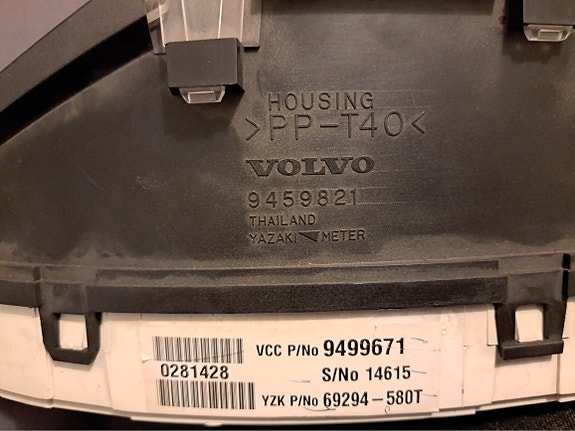 HOUSING
>PP-T40<
VOLVO
9459821
THAILAND
YAZAKI METER
VCC P/No 9499671
0281428 S/No 14615
YZK P/No 69294-580T